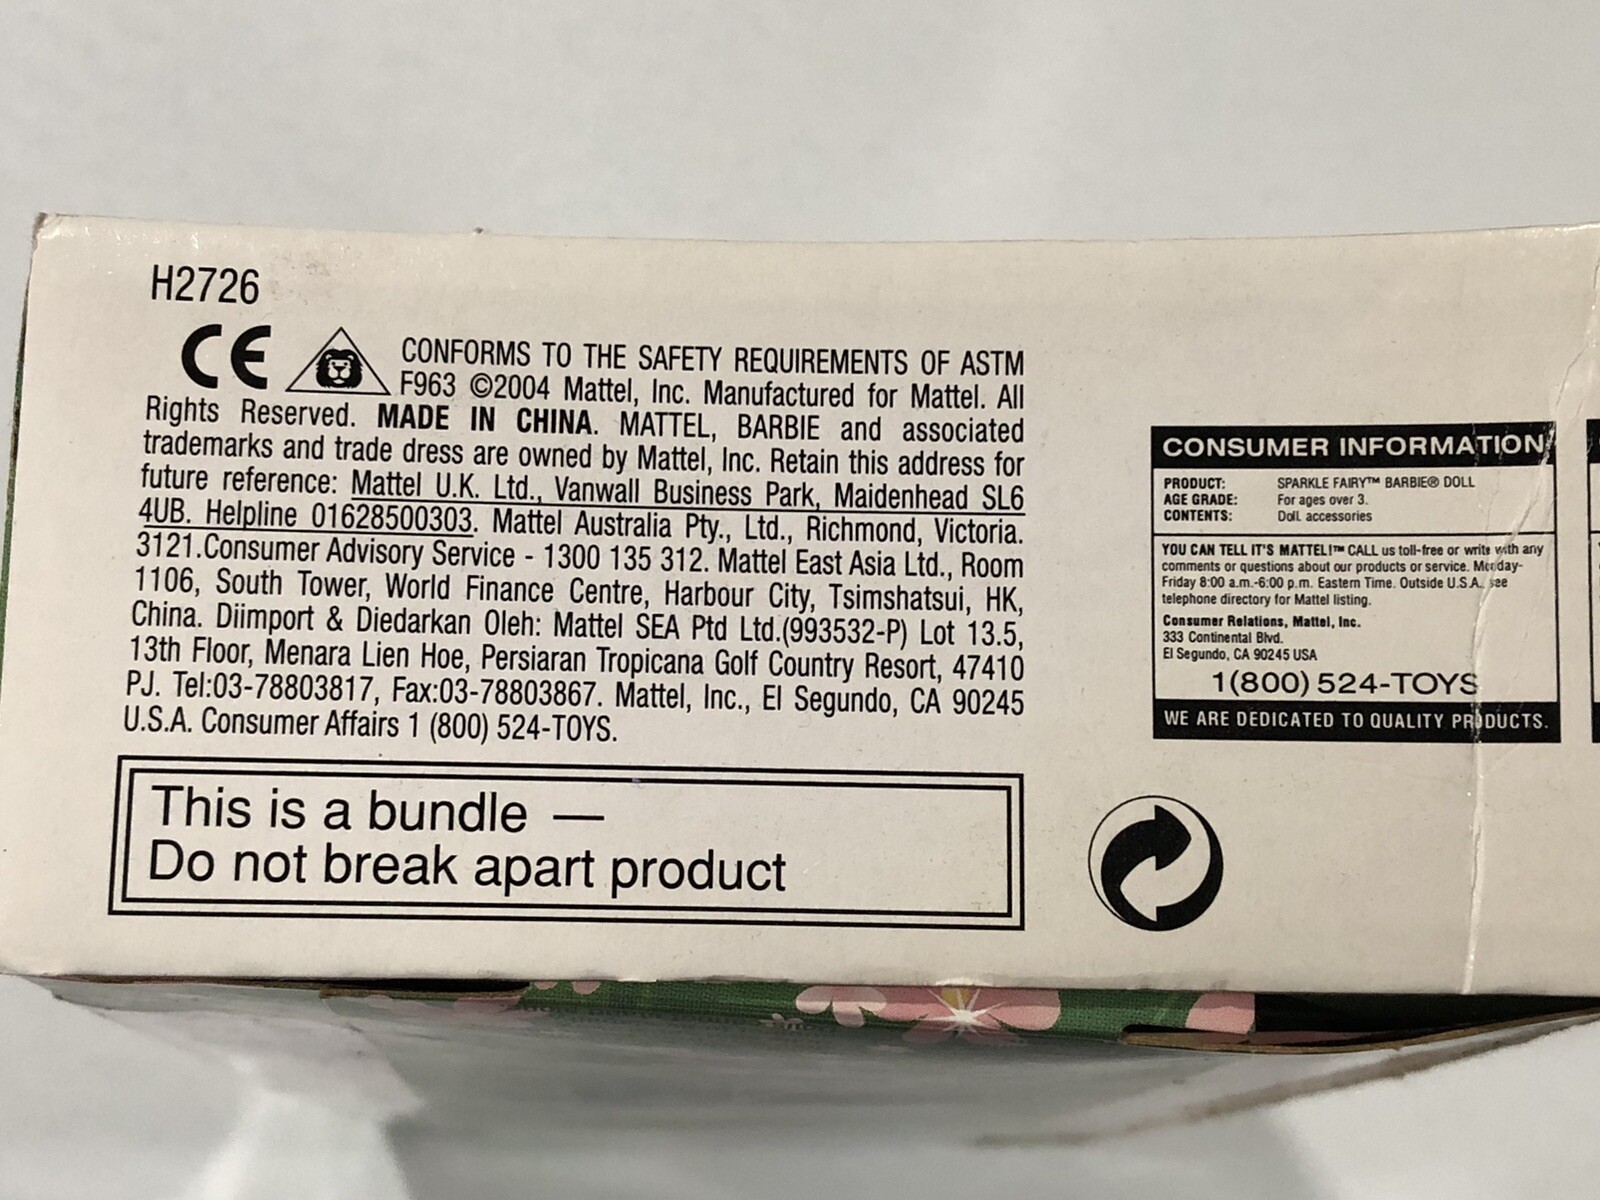 H2726
CE
CONFORMS TO THE SAFETY REQUIREMENTS OF ASTM
F963 ©2004 Mattel, Inc. Manufactured for Mattel. All
Rights Reserved. MADE IN CHINA. MATTEL, BARBIE and associated
trademarks and trade dress are owned by Mattel, Inc. Retain this address for
future reference: Mattel U.K. Ltd., Vanwall Business Park, Maidenhead SL6
4UB. Helpline 01628500303. Mattel Australia Pty., Ltd., Richmond, Victoria.
3121.Consumer Advisory Service - 1300 135 312. Mattel East Asia Ltd., Room
1106, South Tower, World Finance Centre, Harbour City, Tsimshatsui, HK,
China. Diimport & Diedarkan Oleh: Mattel SEA Ptd Ltd.(993532-P) Lot 13.5,
13th Floor, Menara Lien Hoe, Persiaran Tropicana Golf Country Resort, 47410
PJ. Tel:03-78803817, Fax:03-78803867. Mattel, Inc., El Segundo, CA 90245
U.S.A. Consumer Affairs 1 (800) 524-TOYS.
This is a bundle —
Do not break apart product
CONSUMER INFORMATION
PRODUCT: SPARKLE FAIRY™ BARBIE® DOLL
AGE GRADE: For ages over 3.
CONTENTS: Doll. accessories
YOU CAN TELL IT'S MATTEL!™ CALL us toll-free or write with any
comments or questions about our products or service. Monday-
Friday 8:00 a.m.-6:00 p.m. Eastern Time. Outside U.S.A., see
telephone directory for Mattel listing.
Consumer Relations, Mattel, Inc.
333 Continental Blvd.
El Segundo, CA 90245 USA
1(800) 524-TOYS
WE ARE DEDICATED TO QUALITY PRODUCTS.